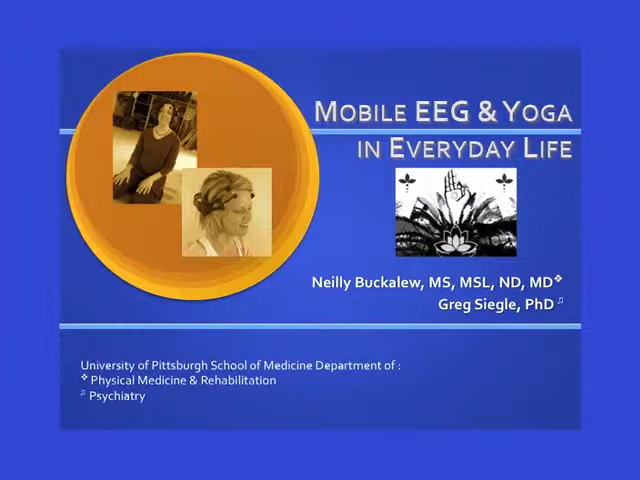 MOBILE EEG & YOGA
IN EVERYDAY LIFE
Neilly Buckalew, MS, MSL, ND, MD❖
Greg Siegle, PhD ♫
University of Pittsburgh School of Medicine Department of :
❖ Physical Medicine & Rehabilitation
♫ Psychiatry